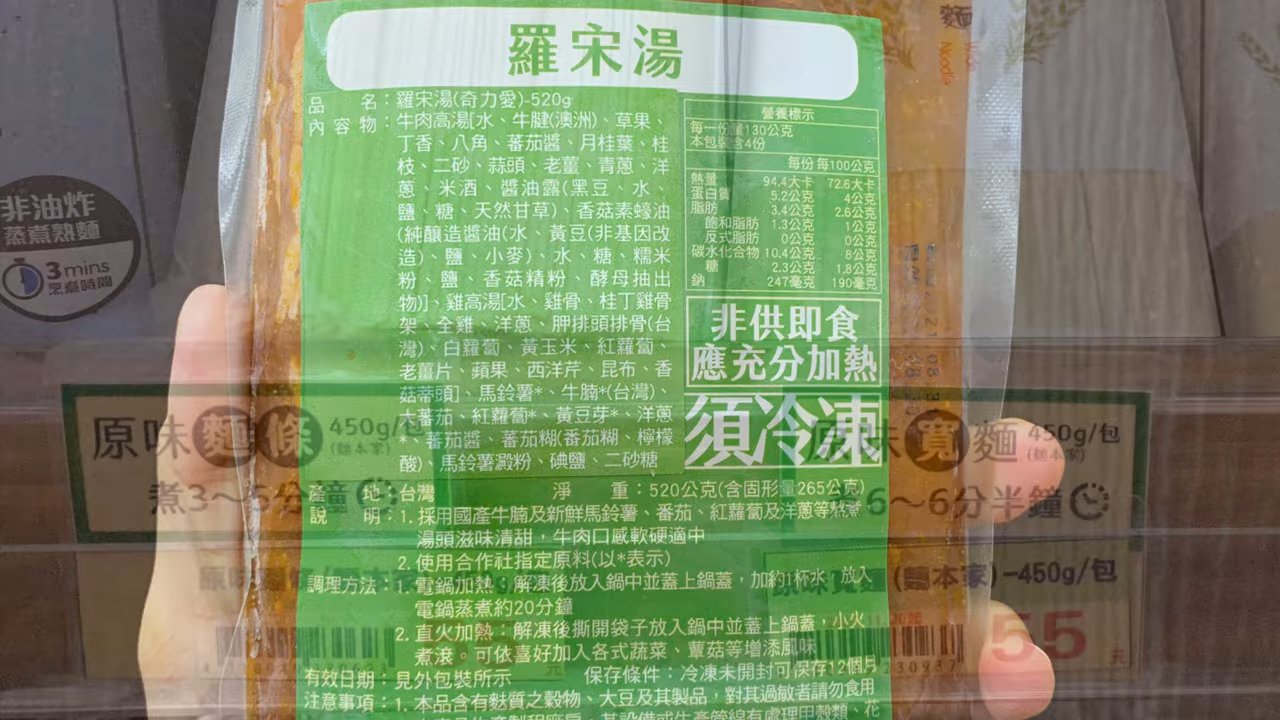 羅宋湯
品　　名：羅宋湯(奇力愛)-520g
內 容 物：牛肉高湯[水、牛腱(澳洲)、草果、
丁香、八角、蕃茄醬、月桂葉、桂
枝、二砂、蒜頭、老薑、青蔥、洋
蔥、米酒、醬油露(黑豆、水、
鹽、糖、天然甘草)、香菇素蠔油
(純釀造醬油(水、黃豆(非基因改
造)、鹽、小麥)、水、糖、糯米
粉、鹽、香菇精粉、酵母抽出
物)]、雞高湯[水、雞骨、桂丁雞骨
架、全雞、洋蔥、胛排頭排骨(台
灣)、白蘿蔔、黃玉米、紅蘿蔔、
老薑片、蘋果、西洋芹、昆布、香
菇蒂頭]、馬鈴薯*、牛腩*(台灣)、
大番茄、紅蘿蔔*、黃豆芽*、洋蔥
*、蕃茄醬、番茄糊(番茄糊、檸檬
酸)、馬鈴薯澱粉、碘鹽、二砂糖
營養標示
每一份量130公克
本包裝含4份
每份 每100公克
熱量 94.4大卡 72.6大卡
蛋白質 5.2公克 4公克
脂肪 3.4公克 2.6公克
飽和脂肪 1.3公克 1公克
反式脂肪 0公克 0公克
碳水化合物 10.4公克 8公克
糖 2.3公克 1.8公克
鈉 247毫克 190毫克
非供即食
應充分加熱
須冷凍
產　　地：台灣　　淨　　重：520公克(含固形量265公克)
說　　明：1. 採用國產牛腩及新鮮馬鈴薯、番茄、紅蘿蔔及洋蔥等熬煮，
湯頭滋味清甜，牛肉口感軟硬適中
2. 使用合作社指定原料(以*表示)
調理方法：1. 電鍋加熱：解凍後放入鍋中並蓋上鍋蓋，加約1杯水，放入
電鍋蒸煮約20分鐘
2. 直火加熱：解凍後撕開袋子放入鍋中並蓋上鍋蓋，小火
煮滾。可依喜好加入各式蔬菜、蕈菇等增添風味
有效日期：見外包裝所示　　保存條件：冷凍未開封可保存12個月
注意事項：1. 本品含有麩質之穀物、大豆及其製品，對其過敏者請勿食用
非油炸
蒸煮熟麵
3 mins
烹煮時間
麵
Noodle
原味麵條 450g/包
(麵本家)
煮3～5分鐘
原味寬麵 450g/包
(麵本家)
煮6～6分半鐘
原味寬麵(麵本家)-450g/包
55
元